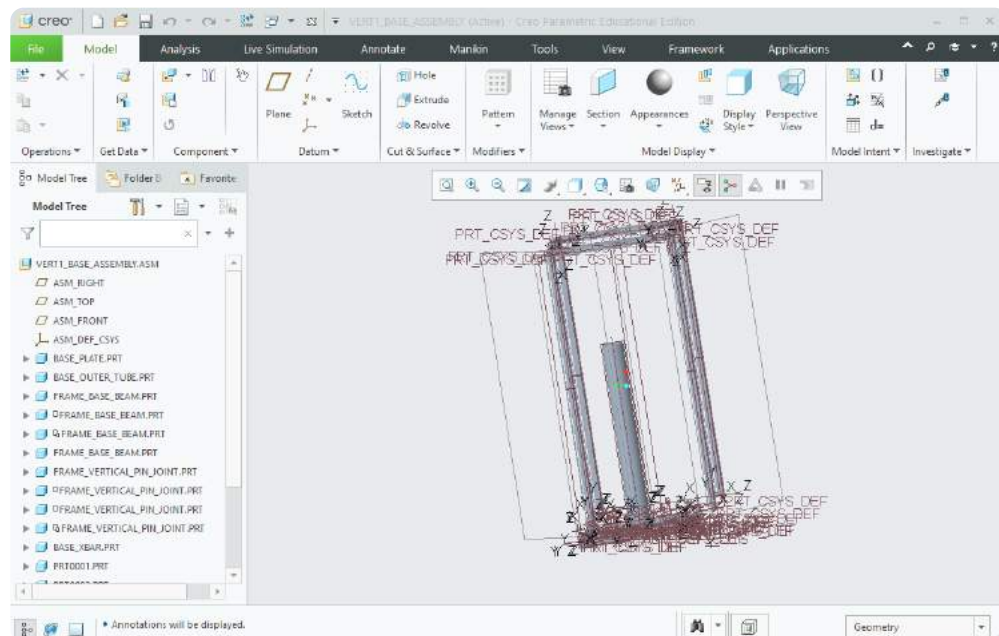 creo
VERT1_BASE_ASSEMBLY (Active) - Creo Parametric Educational Edition
File Model Analysis Live Simulation Annotate Manikin Tools View Framework Applications
Plane Sketch
Hole
Extrude
Revolve
Pattern
Manage Views Section Appearances Display Style Perspective View
d=
Operations Get Data Component Datum Cut & Surface Modifiers Model Display Model Intent Investigate
Model Tree Folder B Favorite
Model Tree
VERT1_BASE_ASSEMBLY.ASM
ASM_RIGHT
ASM_TOP
ASM_FRONT
ASM_DEF_CSYS
BASE_PLATE.PRT
BASE_OUTER_TUBE.PRT
FRAME_BASE_BEAM.PRT
FRAME_BASE_BEAM.PRT
FRAME_BASE_BEAM.PRT
FRAME_BASE_BEAM.PRT
FRAME_VERTICAL_PIN_JOINT.PRT
FRAME_VERTICAL_PIN_JOINT.PRT
FRAME_VERTICAL_PIN_JOINT.PRT
FRAME_VERTICAL_PIN_JOINT.PRT
BASE_XBAR.PRT
PRT0001.PRT
PRT_CSYS_DEF
PRT_CSYS_DEF
PRT_CSYS_DEF
Annotations will be displayed.
Geometry